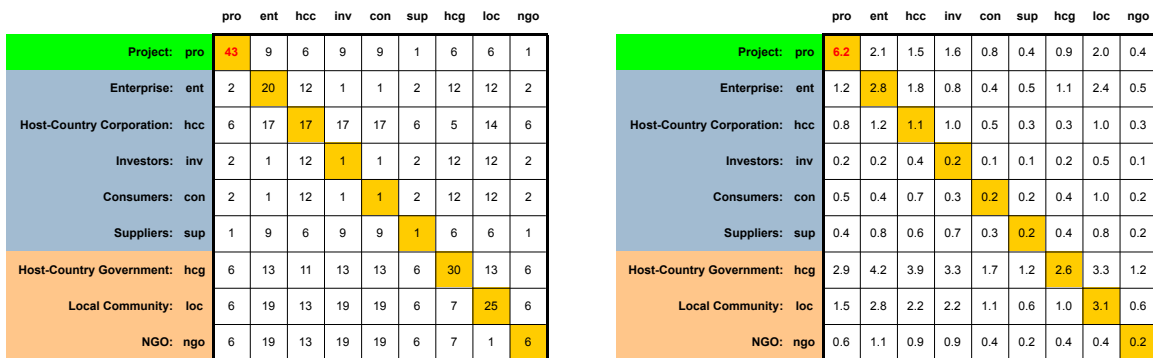 pro ent hcc inv con sup hcg loc ngo
Project: pro 43 9 6 9 9 1 6 6 1
Enterprise: ent 2 20 12 1 1 2 12 12 2
Host-Country Corporation: hcc 6 17 17 17 17 6 5 14 6
Investors: inv 2 1 12 1 1 2 12 12 2
Consumers: con 2 1 12 1 1 2 12 12 2
Suppliers: sup 1 9 6 9 9 1 6 6 1
Host-Country Government: hcg 6 13 11 13 13 6 30 13 6
Local Community: loc 6 19 13 19 19 6 7 25 6
NGO: ngo 6 19 13 19 19 6 7 1 6
pro ent hcc inv con sup hcg loc ngo
Project: pro 6.2 2.1 1.5 1.6 0.8 0.4 0.9 2.0 0.4
Enterprise: ent 1.2 2.8 1.8 0.8 0.4 0.5 1.1 2.4 0.5
Host-Country Corporation: hcc 0.8 1.2 1.1 1.0 0.5 0.3 0.3 1.0 0.3
Investors: inv 0.2 0.2 0.4 0.2 0.1 0.1 0.2 0.5 0.1
Consumers: con 0.5 0.4 0.7 0.3 0.2 0.2 0.4 1.0 0.2
Suppliers: sup 0.4 0.8 0.6 0.7 0.3 0.2 0.4 0.8 0.2
Host-Country Government: hcg 2.9 4.2 3.9 3.3 1.7 1.2 2.6 3.3 1.2
Local Community: loc 1.5 2.8 2.2 2.2 1.1 0.6 1.0 3.1 0.6
NGO: ngo 0.6 1.1 0.9 0.9 0.4 0.2 0.4 0.4 0.2